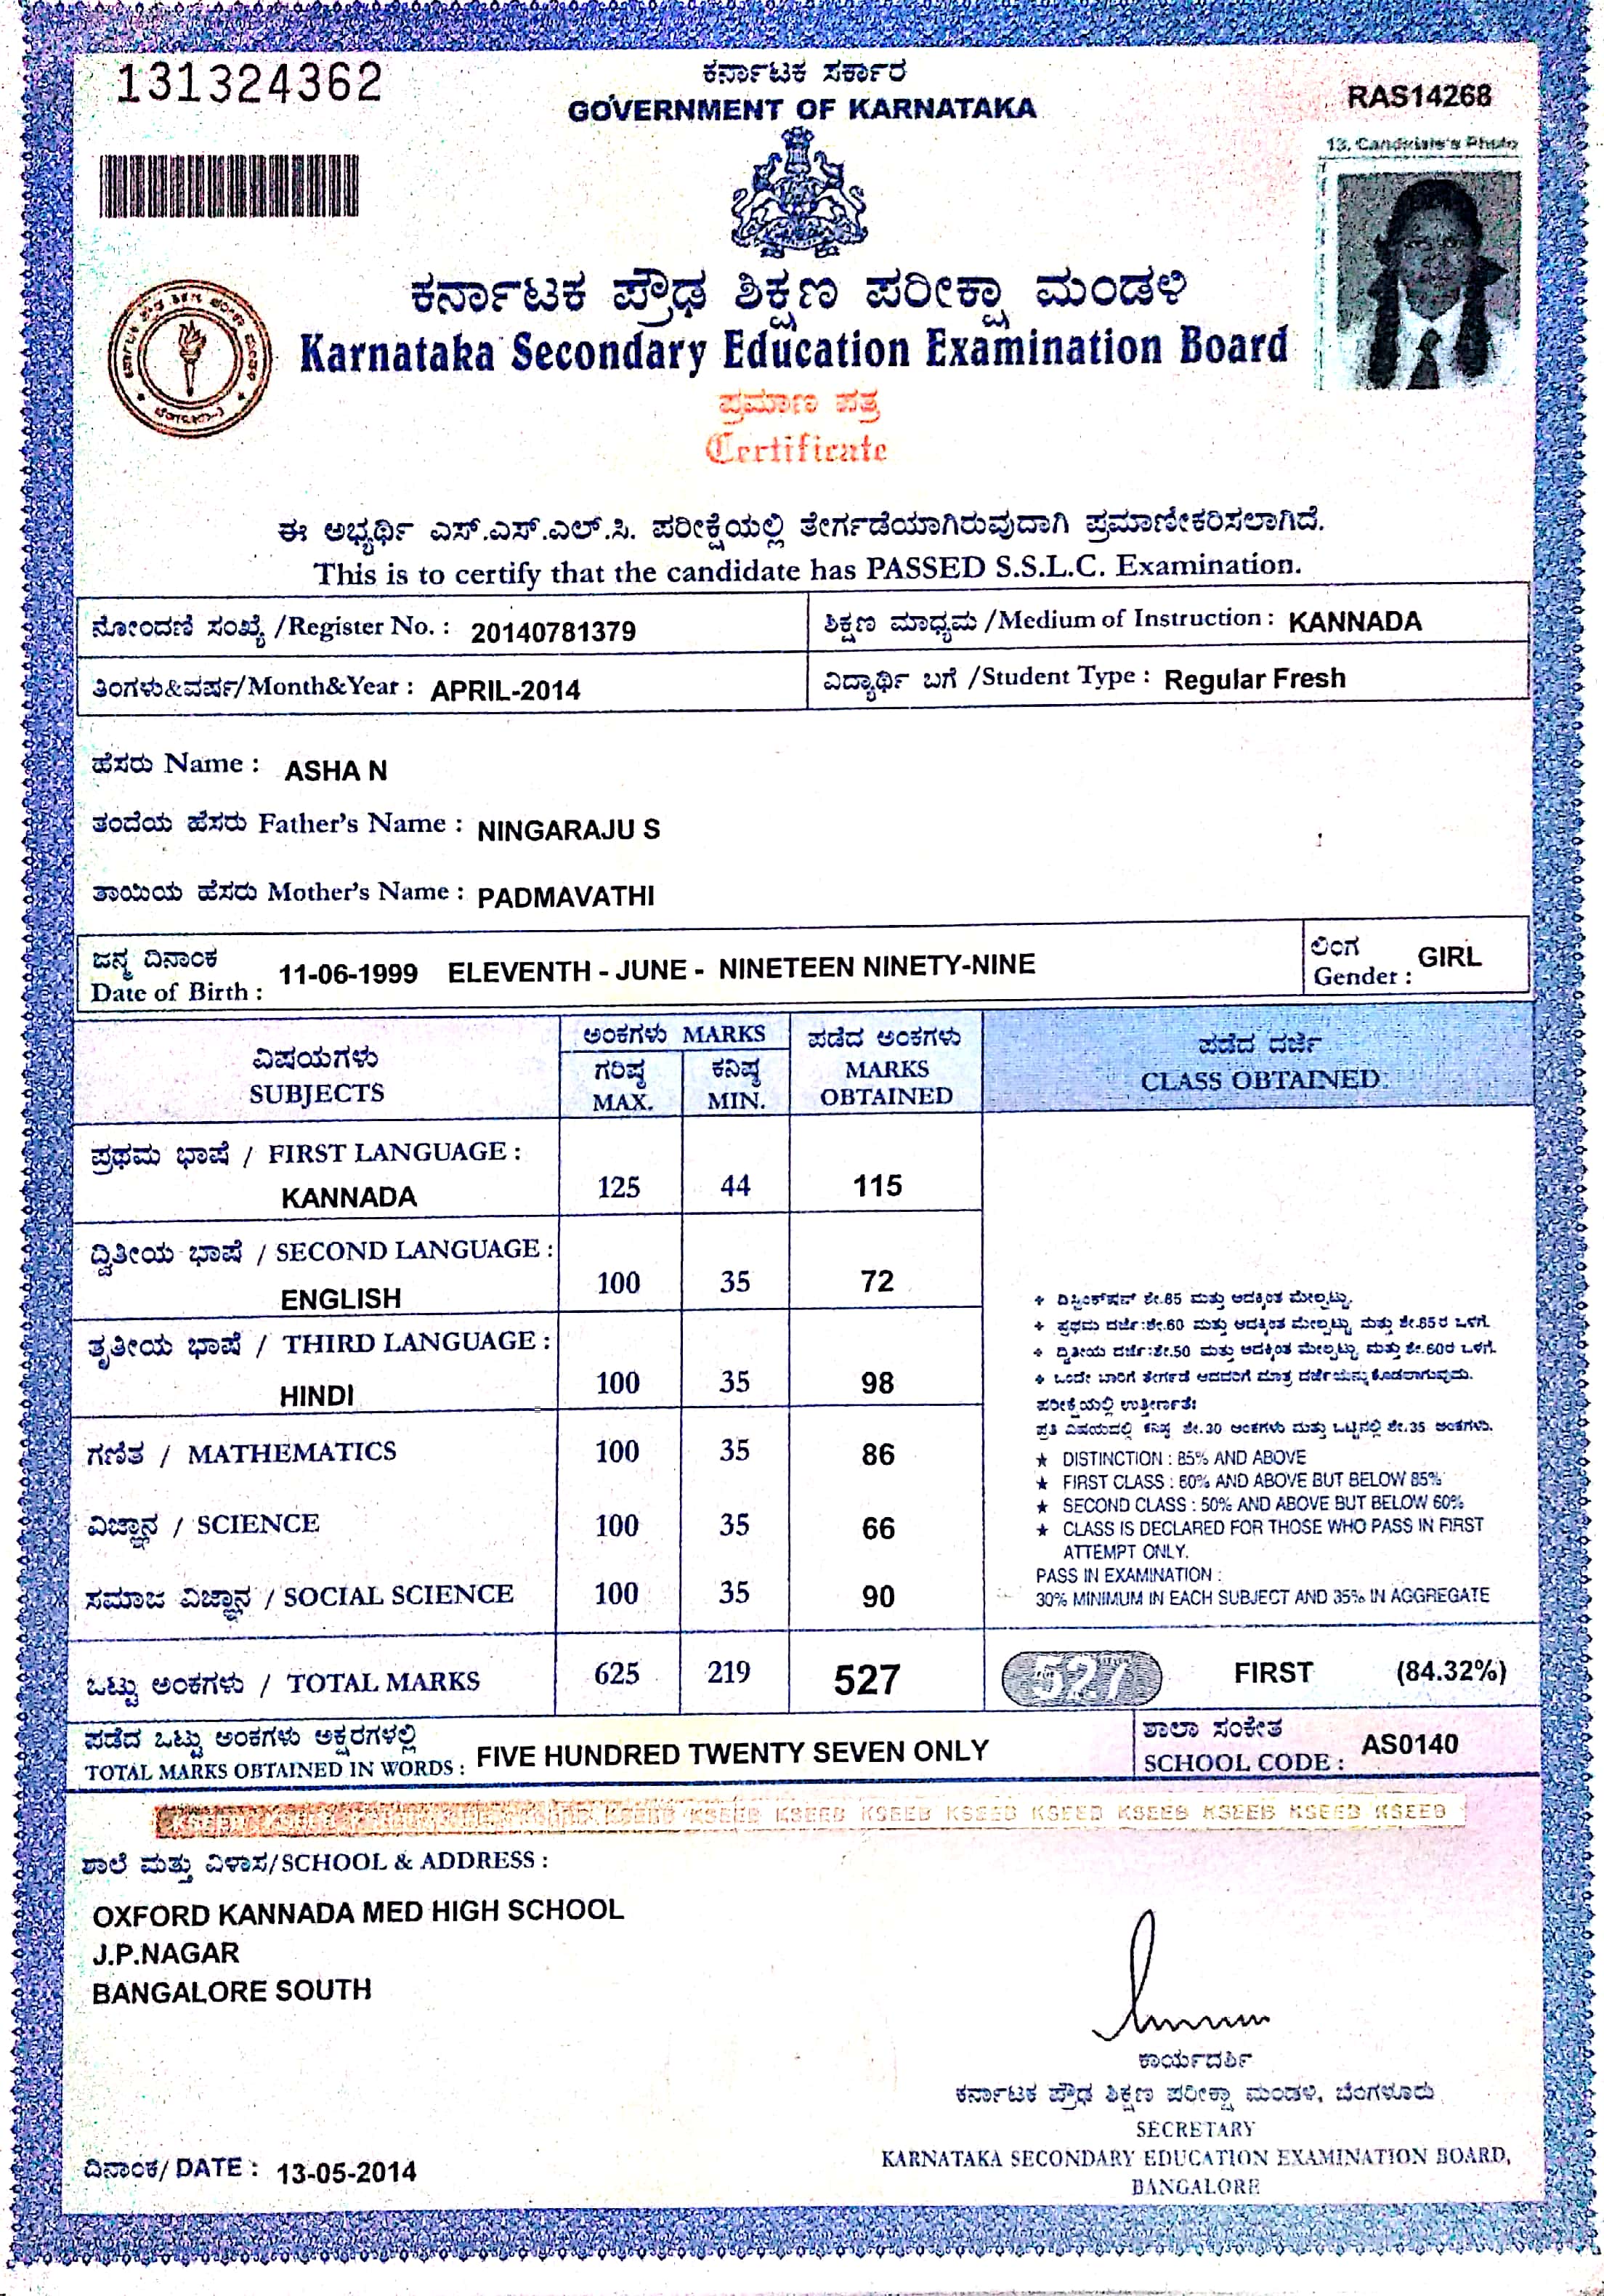 131324362
ಕರ್ನಾಟಕ ಸರ್ಕಾರ
GOVERNMENT OF KARNATAKA
RAS14268
13. Candidate's Photo
ಕರ್ನಾಟಕ ಪ್ರೌಢ ಶಿಕ್ಷಣ ಪರೀಕ್ಷಾ ಮಂಡಳಿ
Karnataka Secondary Education Examination Board
ಪ್ರಮಾಣ ಪತ್ರ
Certificate
ಈ ಅಭ್ಯರ್ಥಿ ಎಸ್.ಎಸ್.ಎಲ್.ಸಿ. ಪರೀಕ್ಷೆಯಲ್ಲಿ ತೇರ್ಗಡೆಯಾಗಿರುವುದಾಗಿ ಪ್ರಮಾಣೀಕರಿಸಲಾಗಿದೆ.
This is to certify that the candidate has PASSED S.S.L.C. Examination.
ನೋಂದಣಿ ಸಂಖ್ಯೆ /Register No. : 20140781379
ಶಿಕ್ಷಣ ಮಾಧ್ಯಮ /Medium of Instruction : KANNADA
ತಿಂಗಳು&ವರ್ಷ/Month&Year : APRIL-2014
ವಿದ್ಯಾರ್ಥಿ ಬಗೆ /Student Type : Regular Fresh
ಹೆಸರು Name : ASHA N
ತಂದೆಯ ಹೆಸರು Father's Name : NINGARAJU S
ತಾಯಿಯ ಹೆಸರು Mother's Name : PADMAVATHI
ಜನ್ಮ ದಿನಾಂಕ
Date of Birth : 11-06-1999 ELEVENTH - JUNE - NINETEEN NINETY-NINE
ಲಿಂಗ
Gender : GIRL
ವಿಷಯಗಳು
SUBJECTS
ಅಂಕಗಳು MARKS
ಗರಿಷ್ಠ
MAX.
ಕನಿಷ್ಠ
MIN.
ಪಡೆದ ಅಂಕಗಳು
MARKS
OBTAINED
ಪಡೆದ ದರ್ಜೆ
CLASS OBTAINED
ಪ್ರಥಮ ಭಾಷೆ / FIRST LANGUAGE :
KANNADA 125 44 115
ದ್ವಿತೀಯ ಭಾಷೆ / SECOND LANGUAGE :
ENGLISH 100 35 72
ತೃತೀಯ ಭಾಷೆ / THIRD LANGUAGE :
HINDI 100 35 98
ಗಣಿತ / MATHEMATICS 100 35 86
ವಿಜ್ಞಾನ / SCIENCE 100 35 66
ಸಮಾಜ ವಿಜ್ಞಾನ / SOCIAL SCIENCE 100 35 90
ಡಿಸ್ಟಿಂಕ್ಷನ್ ಶೇ.85 ಮತ್ತು ಅದಕ್ಕಿಂತ ಮೇಲ್ಪಟ್ಟು.
ಪ್ರಥಮ ದರ್ಜೆ:ಶೇ.60 ಮತ್ತು ಅದಕ್ಕಿಂತ ಮೇಲ್ಪಟ್ಟು ಮತ್ತು ಶೇ.85ರ ಒಳಗೆ.
ದ್ವಿತೀಯ ದರ್ಜೆ:ಶೇ.50 ಮತ್ತು ಅದಕ್ಕಿಂತ ಮೇಲ್ಪಟ್ಟು ಮತ್ತು ಶೇ.60ರ ಒಳಗೆ.
ಒಂದೇ ಬಾರಿಗೆ ತೇರ್ಗಡೆ ಆದವರಿಗೆ ಮಾತ್ರ ದರ್ಜೆಯನ್ನು ಕೊಡಲಾಗುವುದು.
ಪರೀಕ್ಷೆಯಲ್ಲಿ ಉತ್ತೀರ್ಣತೆ:
ಪ್ರತಿ ವಿಷಯದಲ್ಲಿ ಕನಿಷ್ಠ ಶೇ.30 ಅಂಕಗಳು ಮತ್ತು ಒಟ್ಟಿನಲ್ಲಿ ಶೇ.35 ಅಂಕಗಳು.
★ DISTINCTION : 85% AND ABOVE
★ FIRST CLASS : 60% AND ABOVE BUT BELOW 85%
★ SECOND CLASS : 50% AND ABOVE BUT BELOW 60%
★ CLASS IS DECLARED FOR THOSE WHO PASS IN FIRST
ATTEMPT ONLY.
PASS IN EXAMINATION :
30% MINIMUM IN EACH SUBJECT AND 35% IN AGGREGATE
ಒಟ್ಟು ಅಂಕಗಳು / TOTAL MARKS 625 219 527 527 FIRST (84.32%)
ಪಡೆದ ಒಟ್ಟು ಅಂಕಗಳು ಅಕ್ಷರಗಳಲ್ಲಿ
TOTAL MARKS OBTAINED IN WORDS : FIVE HUNDRED TWENTY SEVEN ONLY
ಶಾಲಾ ಸಂಕೇತ
SCHOOL CODE : AS0140
KSEEB KSEEB KSEEB KSEEB KSEEB KSEEB KSEEB KSEEB KSEEB KSEEB
ಶಾಲೆ ಮತ್ತು ವಿಳಾಸ/SCHOOL & ADDRESS :
OXFORD KANNADA MED HIGH SCHOOL
J.P.NAGAR
BANGALORE SOUTH
ಕಾರ್ಯದರ್ಶಿ
ಕರ್ನಾಟಕ ಪ್ರೌಢ ಶಿಕ್ಷಣ ಪರೀಕ್ಷಾ ಮಂಡಳಿ, ಬೆಂಗಳೂರು
SECRETARY
KARNATAKA SECONDARY EDUCATION EXAMINATION BOARD,
BANGALORE
ದಿನಾಂಕ/ DATE : 13-05-2014